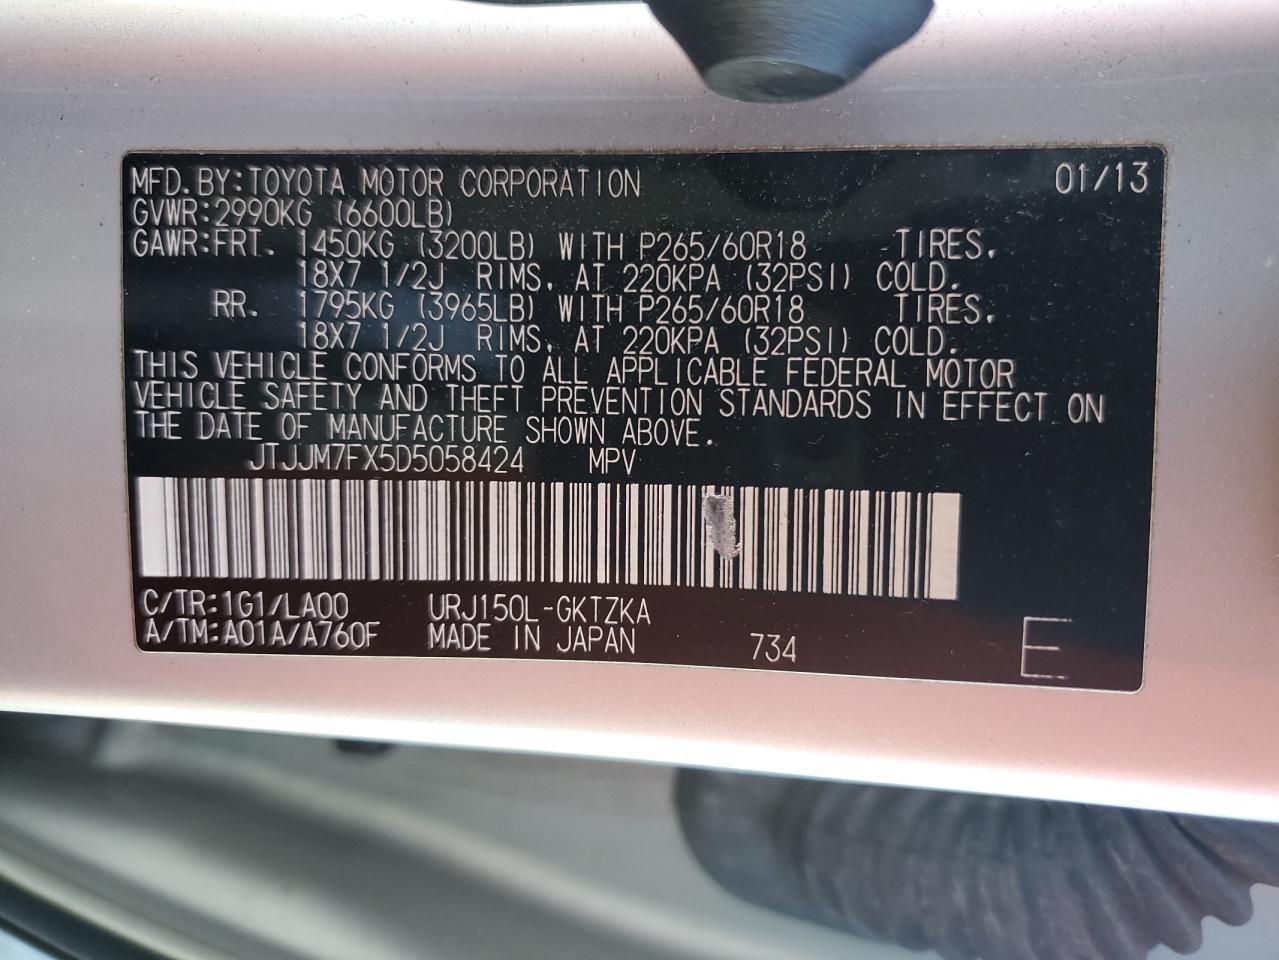 MFD.BY:TOYOTA MOTOR CORPORATION 01/13
GVWR:2990KG (6600LB)
GAWR:FRT. 1450KG (3200LB) WITH P265/60R18 TIRES,
18X7 1/2J RIMS, AT 220KPA (32PSI) COLD.
RR. 1795KG (3965LB) WITH P265/60R18 TIRES,
18X7 1/2J RIMS, AT 220KPA (32PSI) COLD.
THIS VEHICLE CONFORMS TO ALL APPLICABLE FEDERAL MOTOR
VEHICLE SAFETY AND THEFT PREVENTION STANDARDS IN EFFECT ON
THE DATE OF MANUFACTURE SHOWN ABOVE.
JTJJM7FX5D5058424 MPV
C/TR:1G1/LA00 URJ150L-GKTZKA
A/TM:A01A/A760F MADE IN JAPAN 734 E